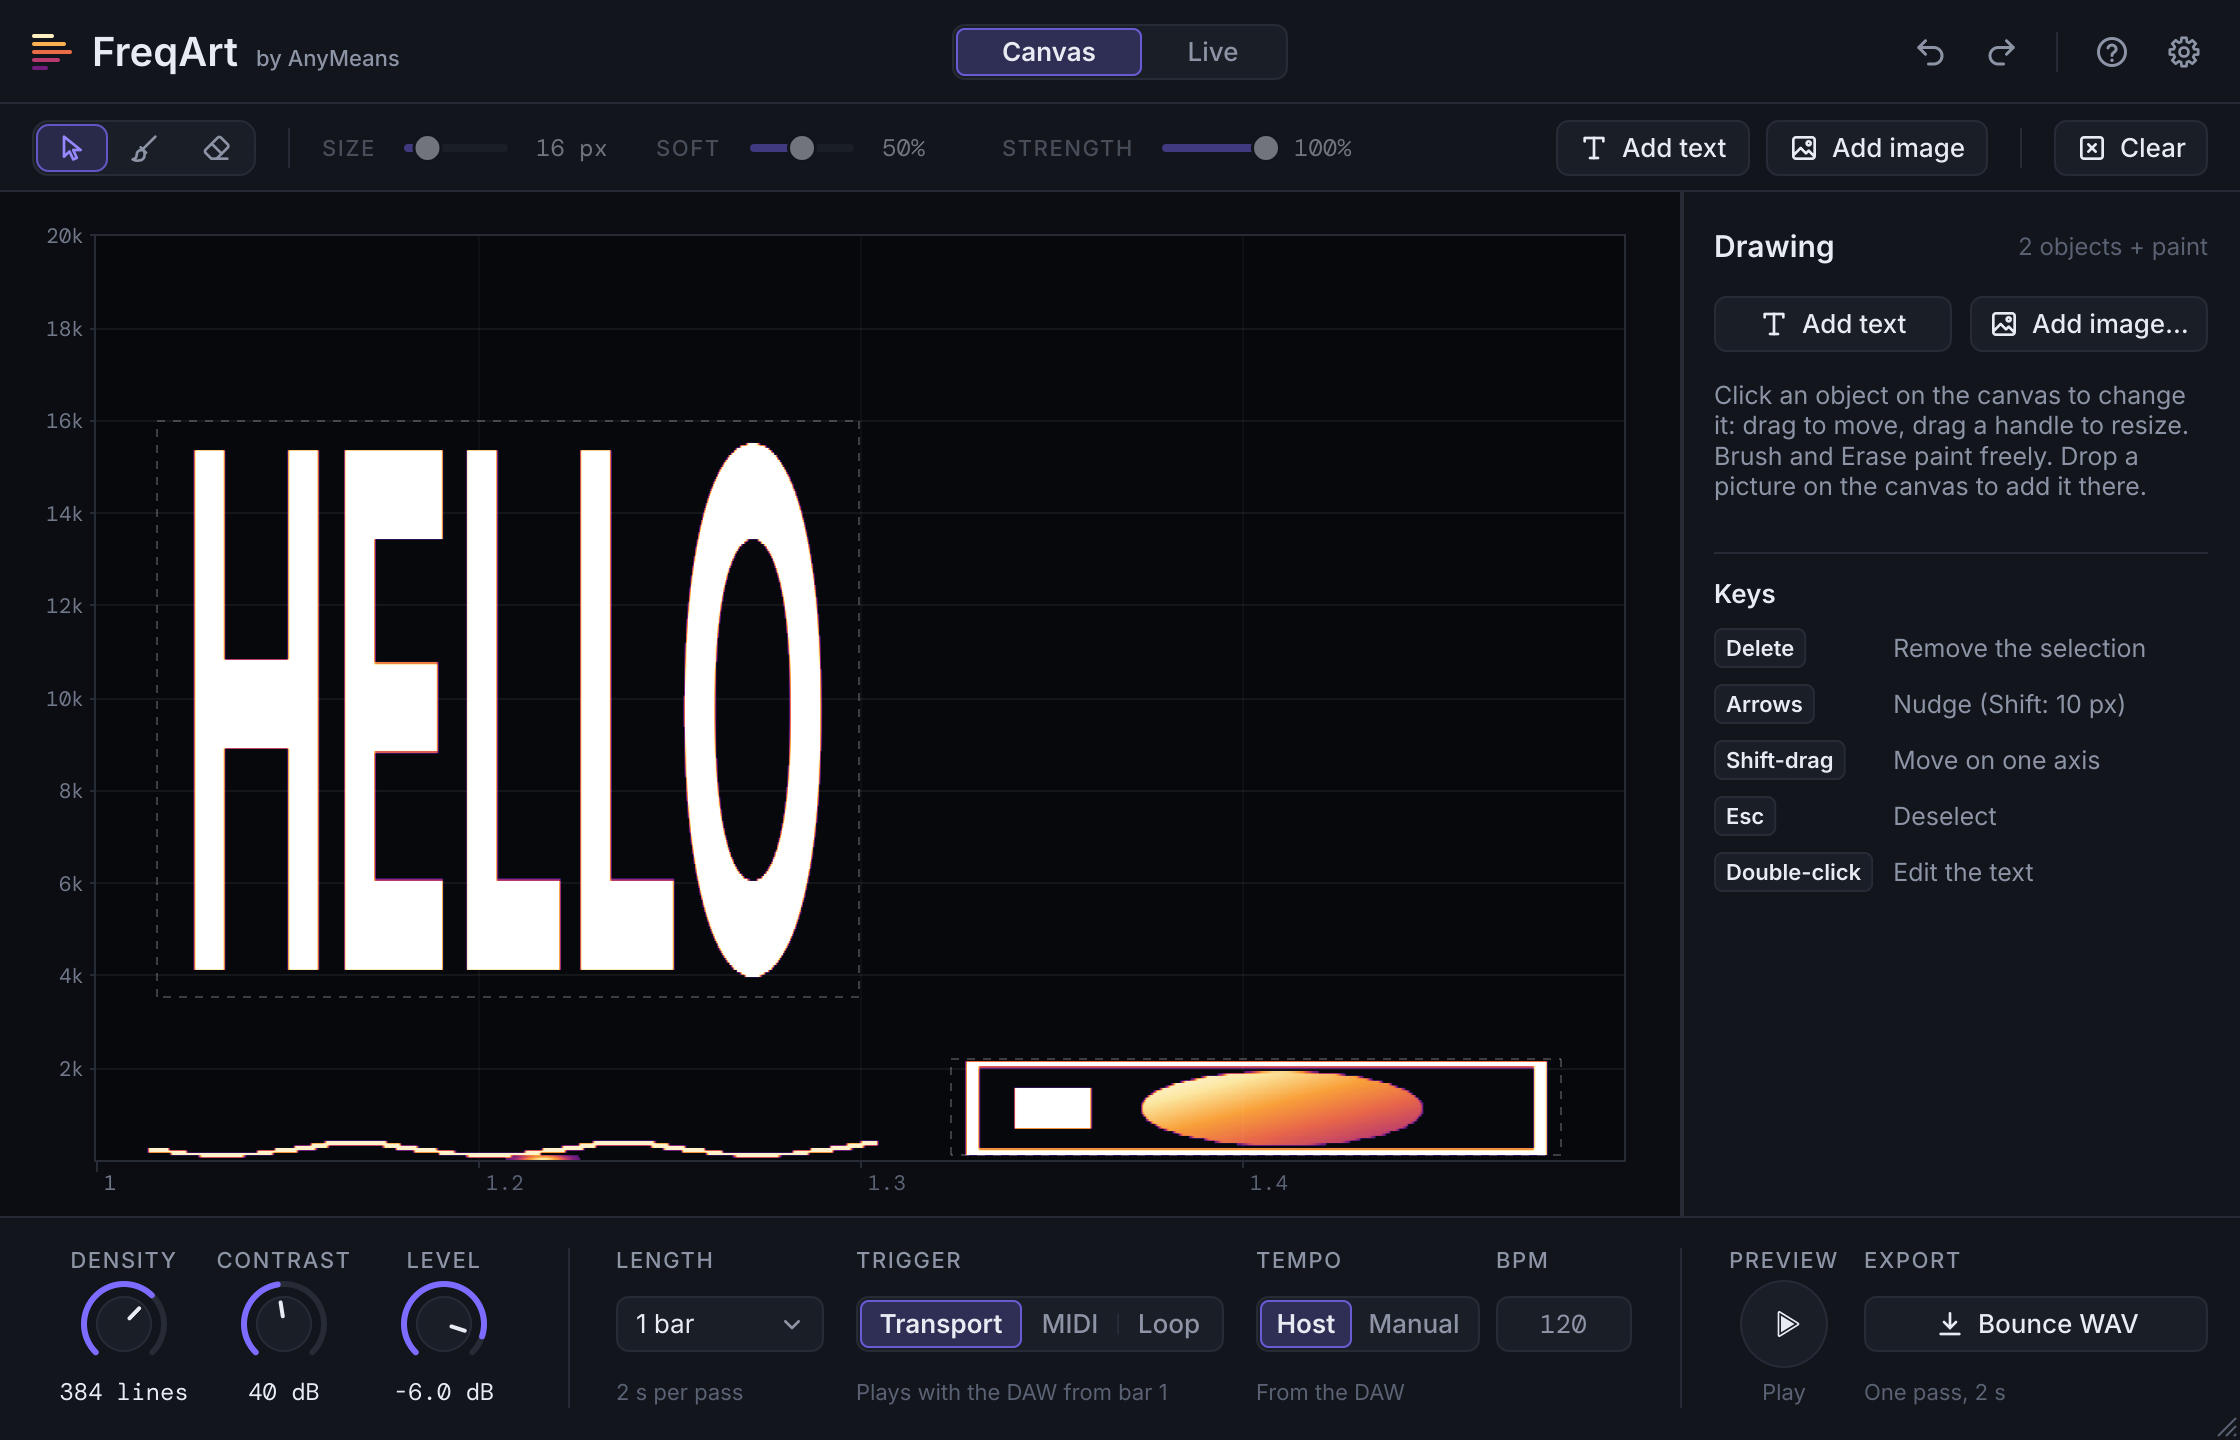 FreqArt by AnyMeans
Canvas Live
SIZE 16 px SOFT 50% STRENGTH 100%
Add text Add image Clear
20k
18k
16k
14k
12k
10k
8k
6k
4k
2k
HELLO
1 1.2 1.3 1.4
Drawing 2 objects + paint
Add text Add image...
Click an object on the canvas to change
it: drag to move, drag a handle to resize.
Brush and Erase paint freely. Drop a
picture on the canvas to add it there.
Keys
Delete Remove the selection
Arrows Nudge (Shift: 10 px)
Shift-drag Move on one axis
Esc Deselect
Double-click Edit the text
DENSITY CONTRAST LEVEL LENGTH TRIGGER TEMPO BPM PREVIEW EXPORT
1 bar Transport MIDI Loop Host Manual 120 Bounce WAV
384 lines 40 dB -6.0 dB 2 s per pass Plays with the DAW from bar 1 From the DAW Play One pass, 2 s